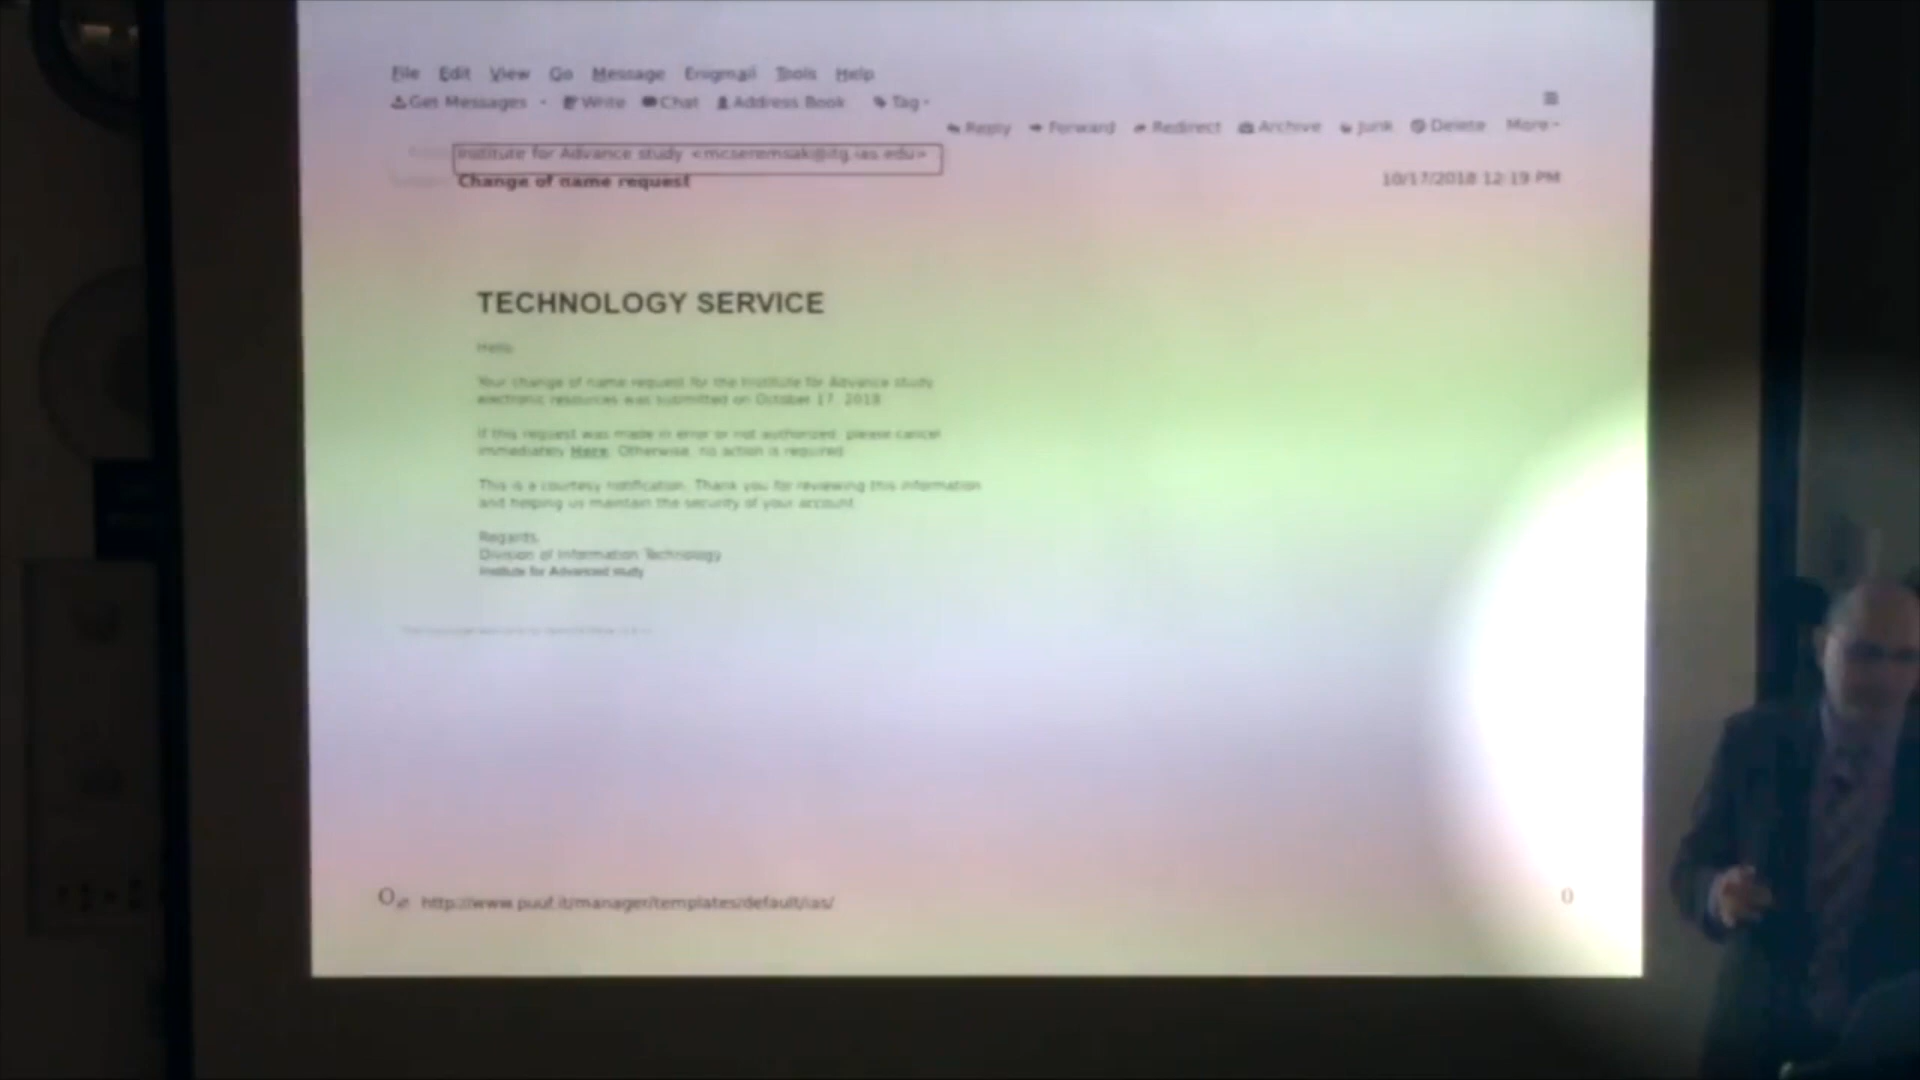 File Edit View Go Message Enigmail Tools Help
Get Messages Write Chat Address Book Tag
Reply Forward Redirect Archive Junk Delete More
Institute for Advance study <mcseremsak@itg.ias.edu>
Change of name request 10/17/2018 12:19 PM
TECHNOLOGY SERVICE
Hello
Your change of name request for the Institute for Advance study
electronic resources was submitted on October 17, 2018
If this request was made in error or not authorized, please cancel
immediately Here. Otherwise, no action is required
This is a courtesy notification. Thank you for reviewing this information
and helping us maintain the security of your account.
Regards,
Division of Information Technology
Institute for Advanced study
http://www.puuf.it/manager/templates/default/ias/
0